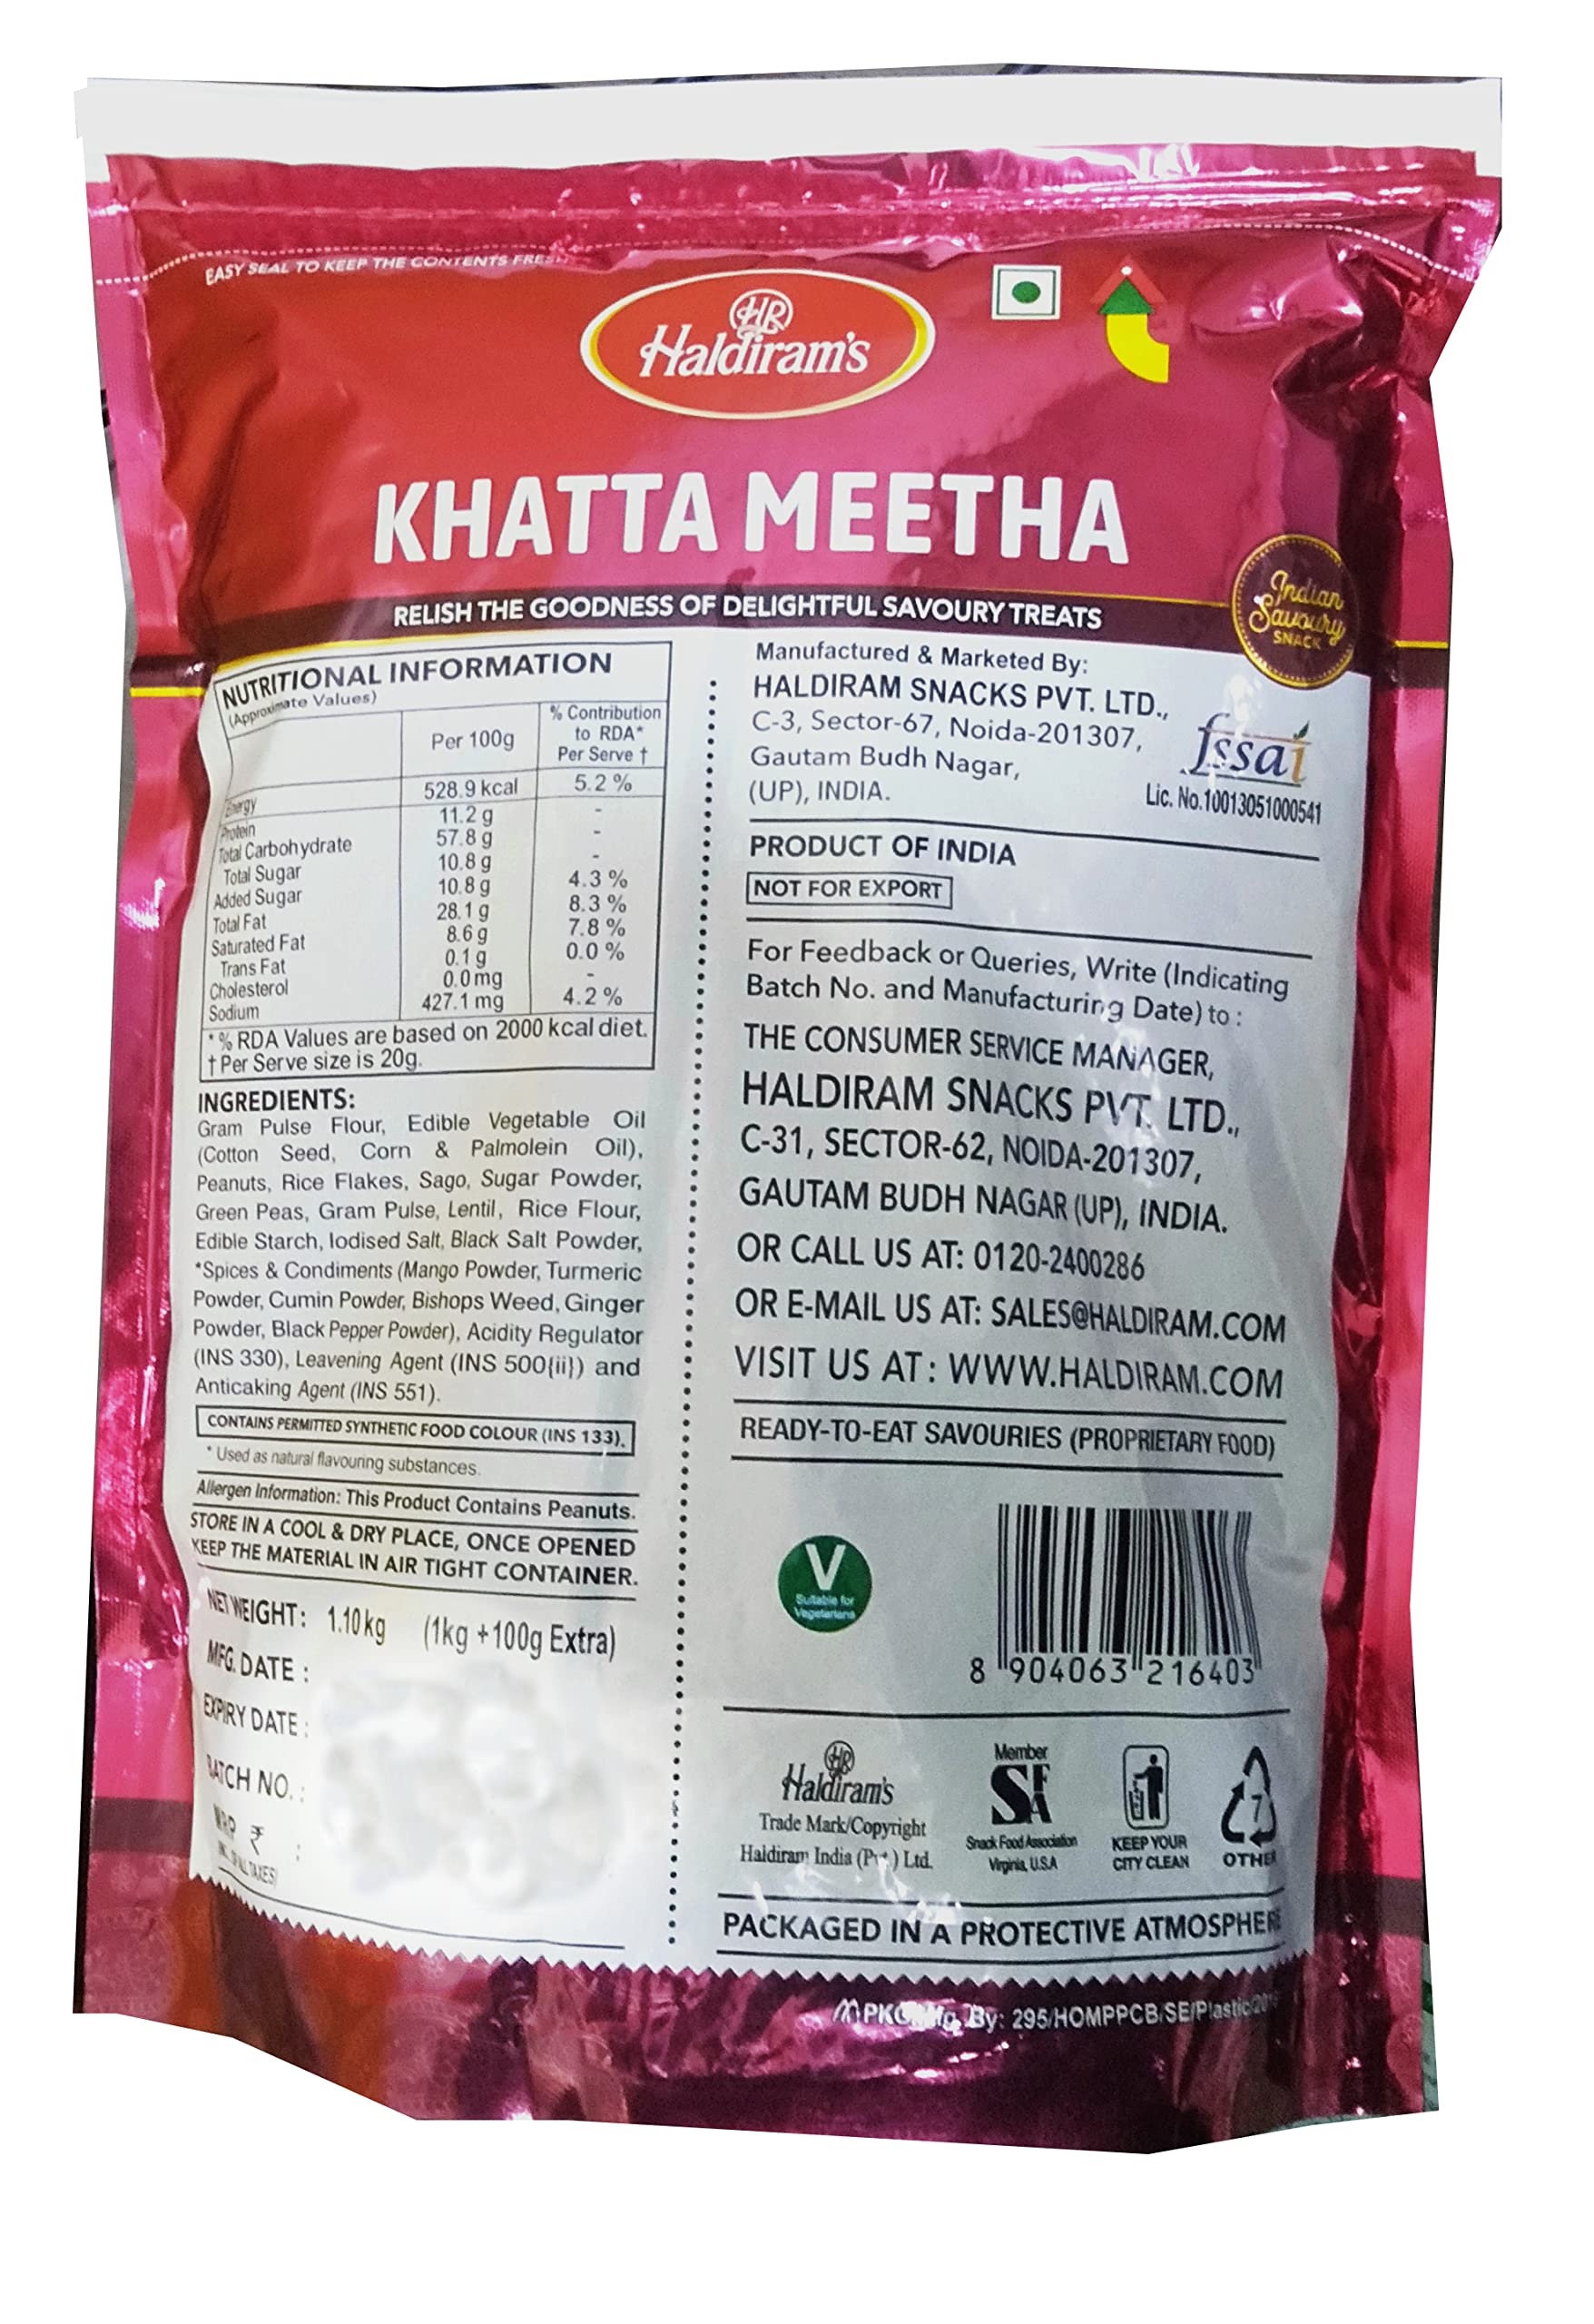 EASY SEAL TO KEEP THE CONTENTS
HR
Haldiram's
KHATTA MEETHA
RELISH THE GOODNESS OF DELIGHTFUL SAVOURY TREATS
Indian
Savoury
SNACK
NUTRITIONAL INFORMATION
(Approximate Values)
Per 100g
% Contribution
to RDA*
Per Serve †
Energy 528.9 kcal 5.2 %
Protein 11.2 g -
Total Carbohydrate 57.8 g -
Total Sugar 10.8 g -
Added Sugar 10.8 g 4.3 %
Total Fat 28.1 g 8.3 %
Saturated Fat 8.6 g 7.8 %
Trans Fat 0.1 g 0.0 %
Cholesterol 0.0 mg -
Sodium 427.1 mg 4.2 %
* % RDA Values are based on 2000 kcal diet.
† Per Serve size is 20g.
INGREDIENTS:
Gram Pulse Flour, Edible Vegetable Oil
(Cotton Seed, Corn & Palmolein Oil),
Peanuts, Rice Flakes, Sago, Sugar Powder,
Green Peas, Gram Pulse, Lentil, Rice Flour,
Edible Starch, Iodised Salt, Black Salt Powder,
*Spices & Condiments (Mango Powder, Turmeric
Powder, Cumin Powder, Bishops Weed, Ginger
Powder, Black Pepper Powder), Acidity Regulator
(INS 330), Leavening Agent (INS 500{ii}) and
Anticaking Agent (INS 551).
CONTAINS PERMITTED SYNTHETIC FOOD COLOUR (INS 133).
* Used as natural flavouring substances.
Allergen Information: This Product Contains Peanuts.
STORE IN A COOL & DRY PLACE, ONCE OPENED
KEEP THE MATERIAL IN AIR TIGHT CONTAINER.
NET WEIGHT: 1.10 kg (1kg + 100g Extra)
MFG. DATE :
EXPIRY DATE :
BATCH NO. :
MRP ₹ :
Manufactured & Marketed By:
HALDIRAM SNACKS PVT. LTD.,
C-3, Sector-67, Noida-201307,
Gautam Budh Nagar,
(UP), INDIA.
fssai
Lic. No.10013051000541
PRODUCT OF INDIA
NOT FOR EXPORT
For Feedback or Queries, Write (Indicating
Batch No. and Manufacturing Date) to :
THE CONSUMER SERVICE MANAGER,
HALDIRAM SNACKS PVT. LTD.,
C-31, SECTOR-62, NOIDA-201307,
GAUTAM BUDH NAGAR (UP), INDIA.
OR CALL US AT: 0120-2400286
OR E-MAIL US AT: SALES@HALDIRAM.COM
VISIT US AT : WWW.HALDIRAM.COM
READY-TO-EAT SAVOURIES (PROPRIETARY FOOD)
V
Suitable for
Vegetarians
8 904063 216403
HR
Haldiram's
Trade Mark/Copyright
Haldiram India (Pvt.) Ltd.
Member
SFA
Snack Food Association
Virginia, U.S.A
KEEP YOUR
CITY CLEAN
7
OTHER
PACKAGED IN A PROTECTIVE ATMOSPHERE
By: 295/HOMPPCB/SE/Plastic